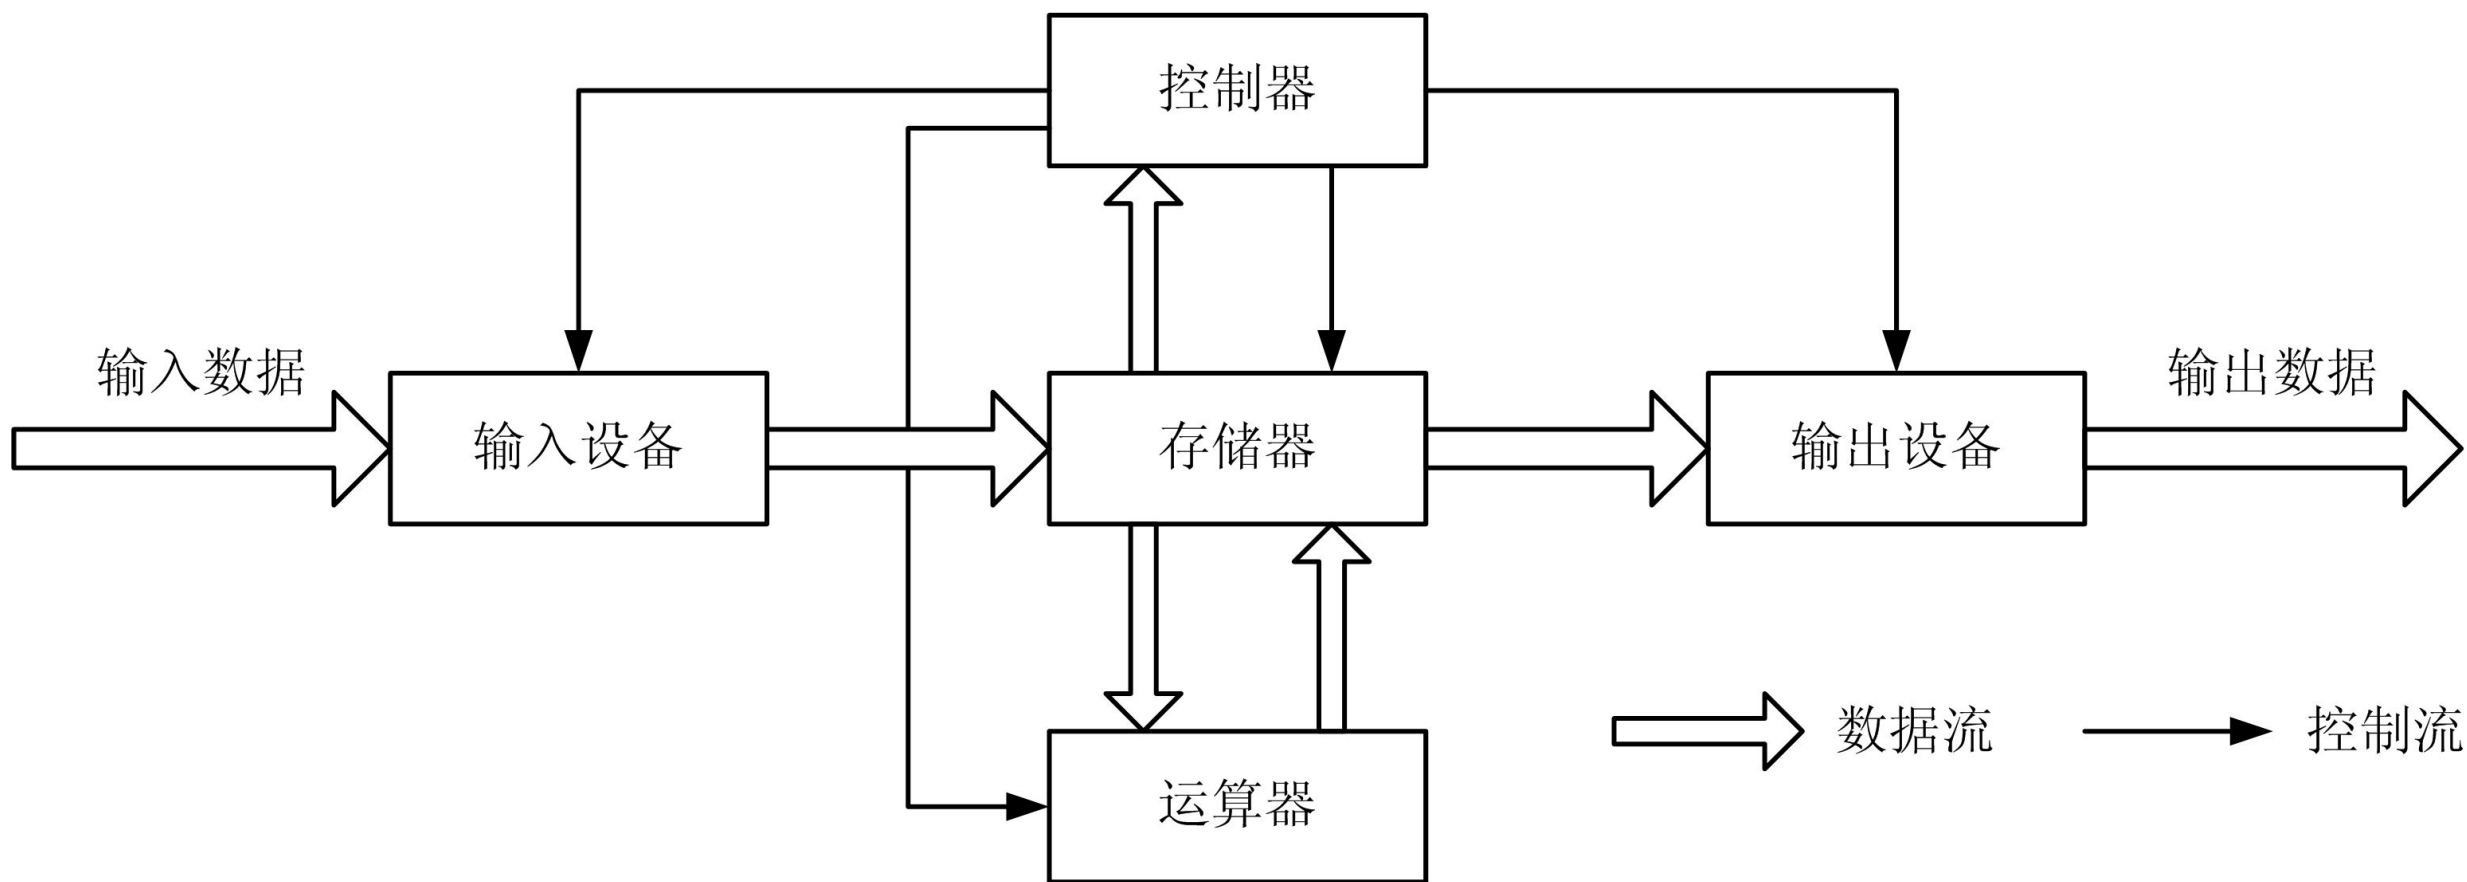 控制器
输入数据
输出数据
输入设备
存储器
输出设备
数据流
控制流
运算器